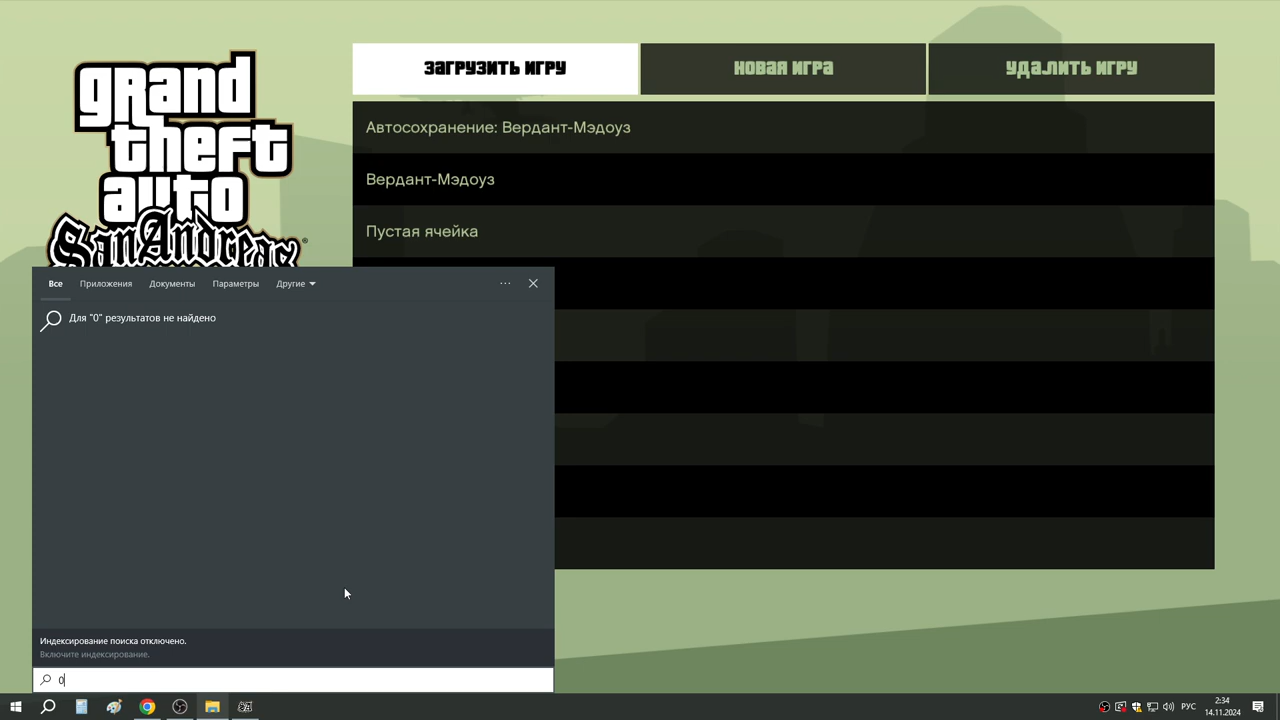 grand
theft
auto
San Andreas
®
ЗАГРУЗИТЬ ИГРУ
НОВАЯ ИГРА
УДАЛИТЬ ИГРУ
Автосохранение: Вердант-Мэдоуз
Вердант-Мэдоуз
Пустая ячейка
Все
Приложения
Документы
Параметры
Другие
Для "0" результатов не найдено
Индексирование поиска отключено.
Включите индексирование.
0
РУС
2:34
14.11.2024